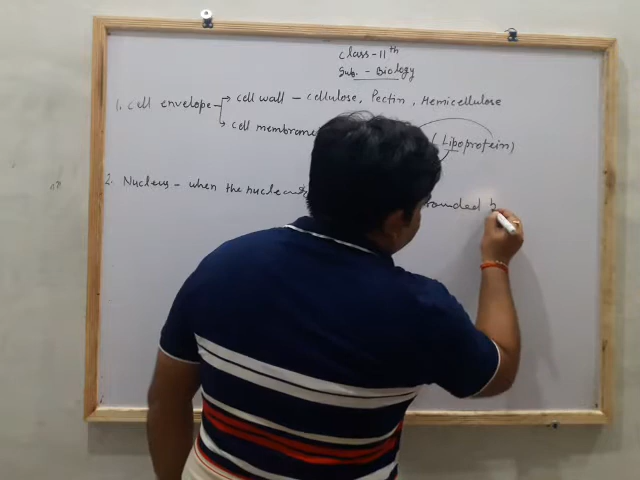 Class-11th
Sub. - Biology
1. Cell envelope → cell wall - cellulose, Pectin, Hemicellulose
→ cell membrane (Lipoprotein)
2. Nucleus - when the nucleus